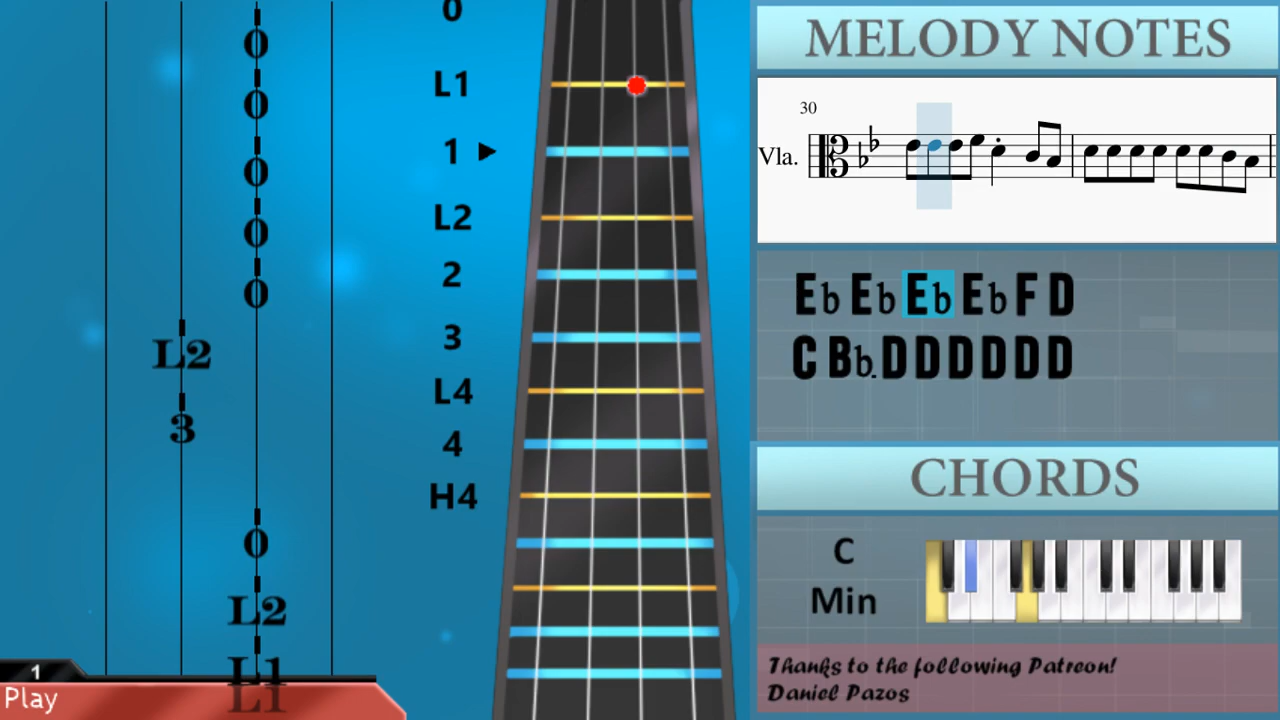 0
0
0
0
0
0
L2
3
0
L2
L1
L1
1
Play
0
L1
1
L2
2
3
L4
4
H4
MELODY NOTES
30
Vla.
Eb Eb Eb Eb F D
C Bb. D D D D D D
CHORDS
C
Min
Thanks to the following Patreon!
Daniel Pazos